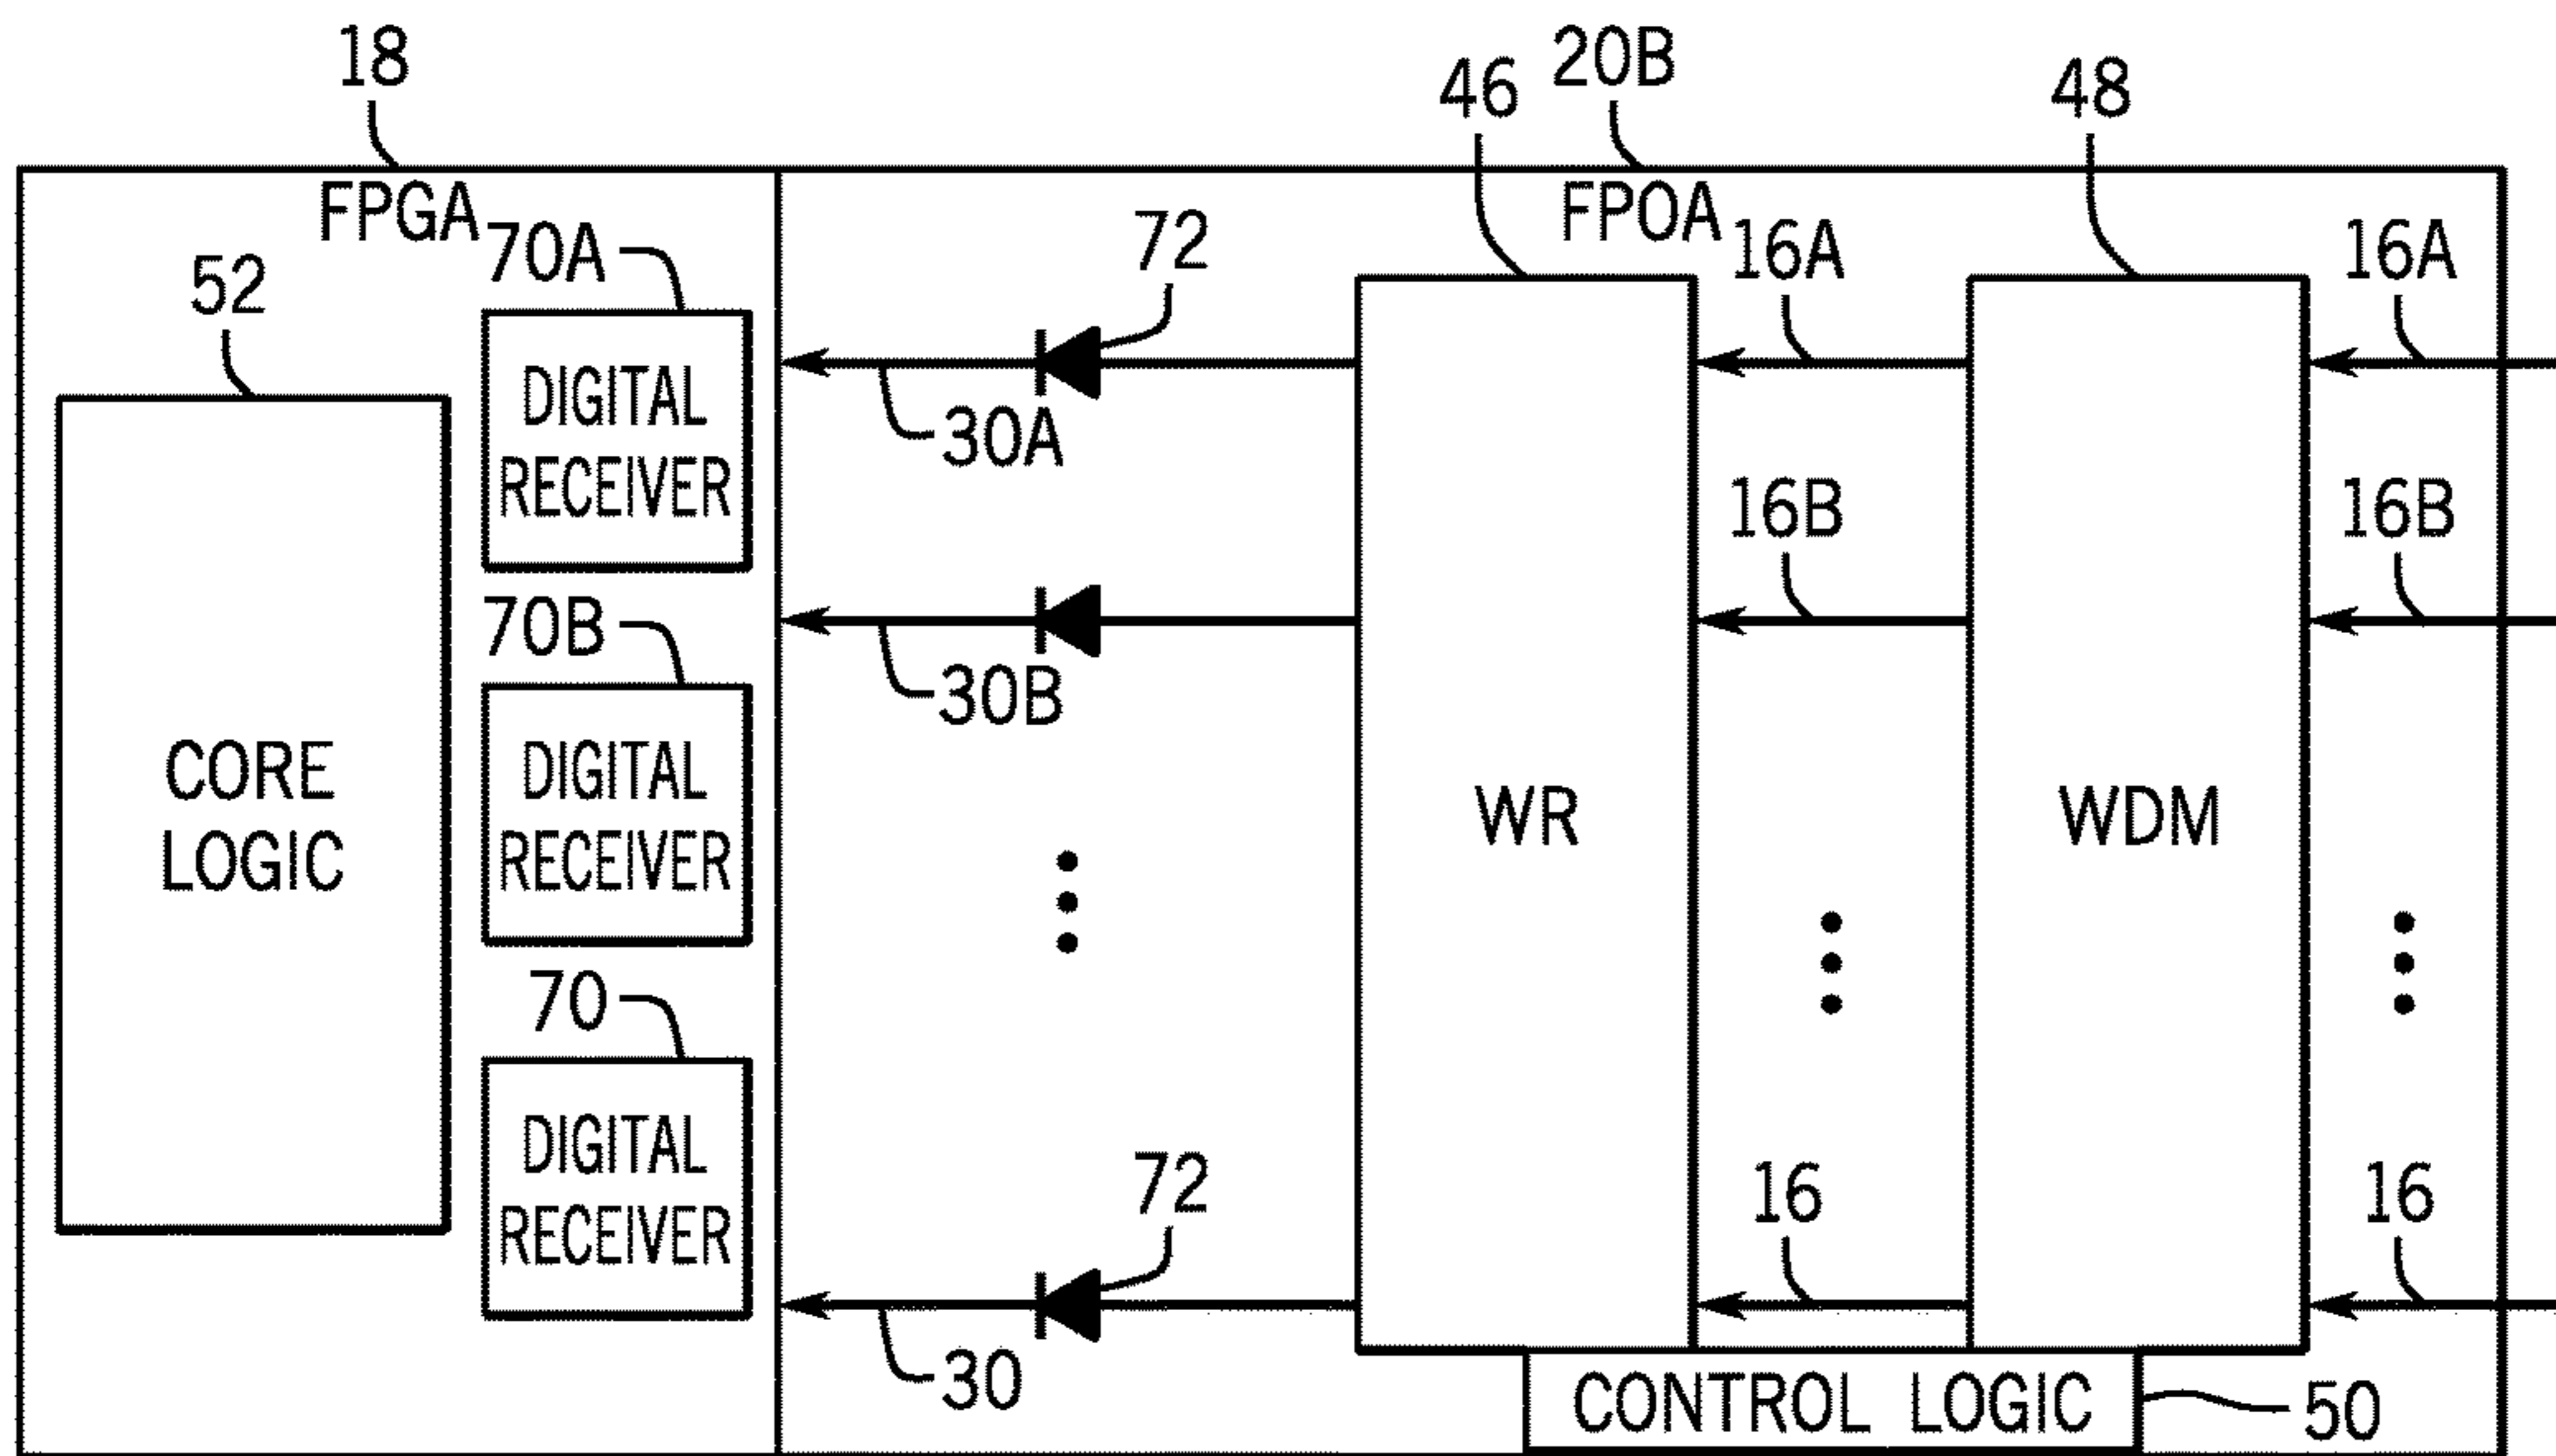 18
20B
46
48
FPGA
FPOA
70A
72
16A
16A
52
DIGITAL
RECEIVER
30A
16B
16B
70B
30B
DIGITAL
RECEIVER
CORE
LOGIC
WR
WDM
70
DIGITAL
RECEIVER
72
16
16
30
CONTROL LOGIC
50